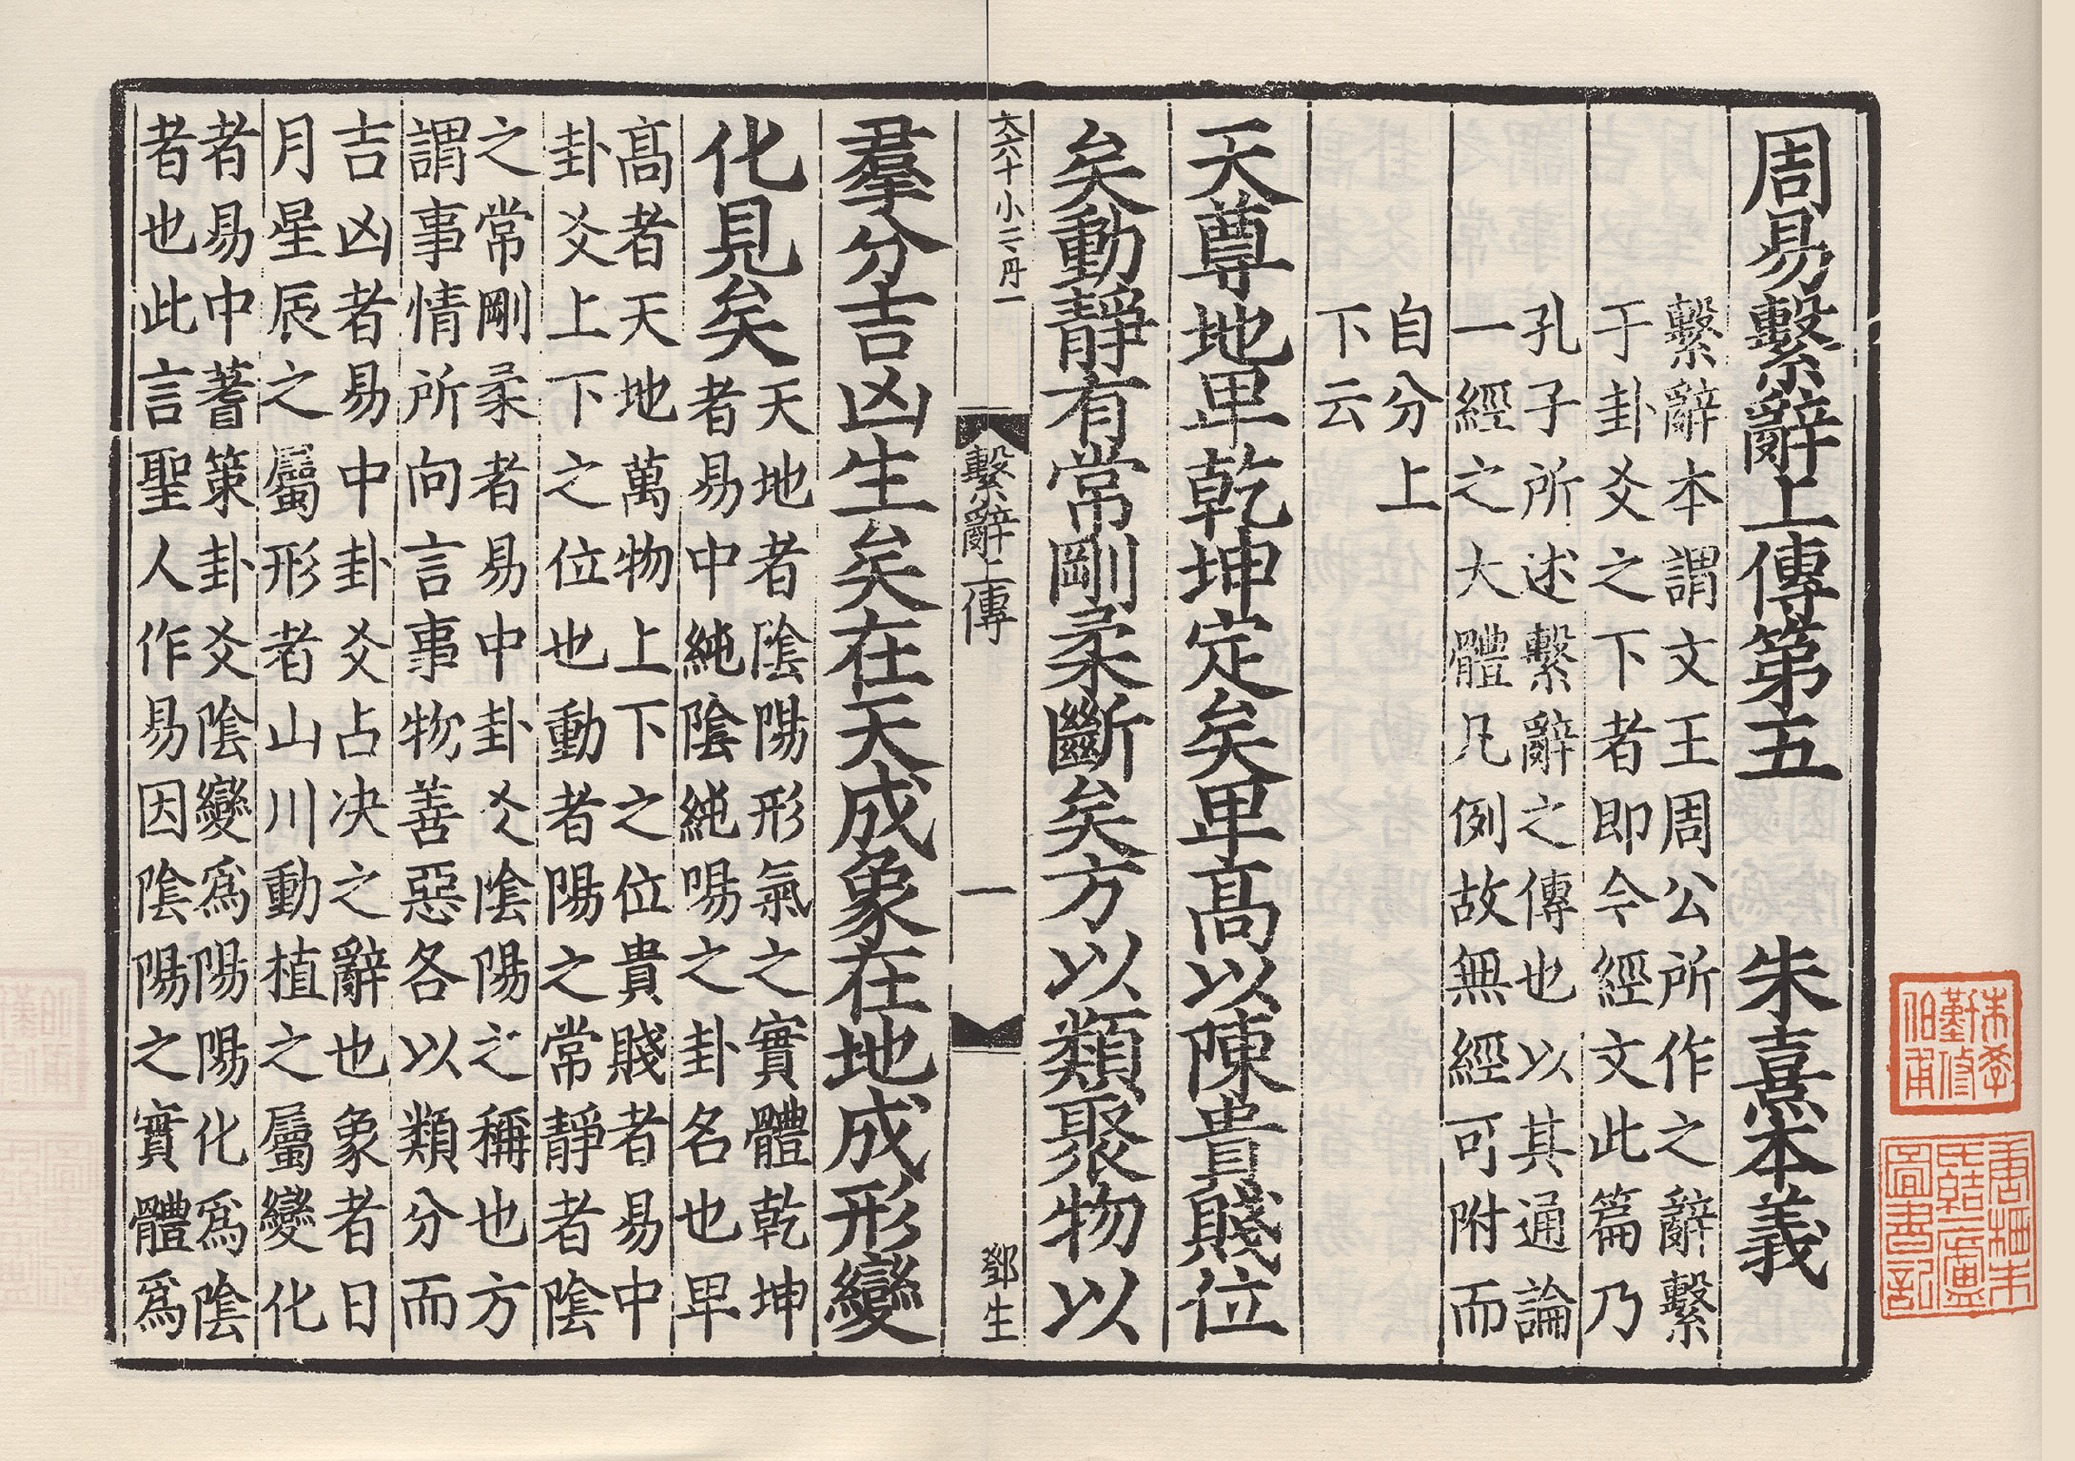 周易繫辭上傳第五 朱熹本義
繫辭本謂文王周公所作之辭繫
于卦爻之下者即今經文此篇乃
孔子所述繫辭之傳也以其通論
一經之大體凡例故無經可附而
自分上
下云
天尊地卑乾坤定矣卑高以陳貴賤位
矣動靜有常剛柔斷矣方以類聚物以
繫辭上傳
一
鄧生
羣分吉凶生矣在天成象在地成形變
化見矣
天地者陰陽形氣之實體乾坤
者易中純陰純陽之卦名也卑
高者天地萬物上下之位貴賤者易中
卦爻上下之位也動者陽之常靜者陰
之常剛柔者易中卦爻陰陽之稱也方
謂事情所向言事物善惡各以類分而
吉凶者易中卦爻占決之辭也象者日
月星辰之屬形者山川動植之屬變化
者易中蓍策卦爻陰變爲陽陽化爲陰
者也此言聖人作易因陰陽之實體爲